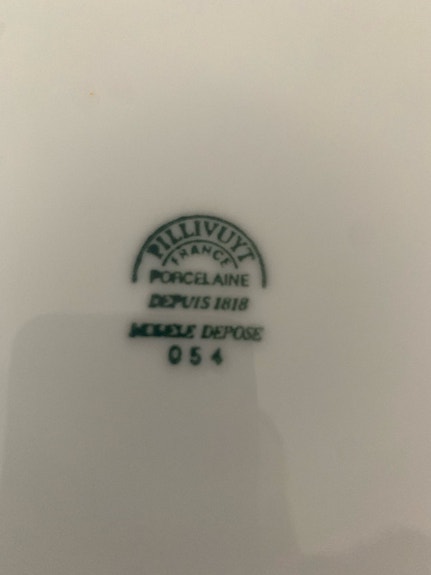 PILLIVUYT
FRANCE
PORCELAINE
DEPUIS 1818
MODELE DEPOSE
054